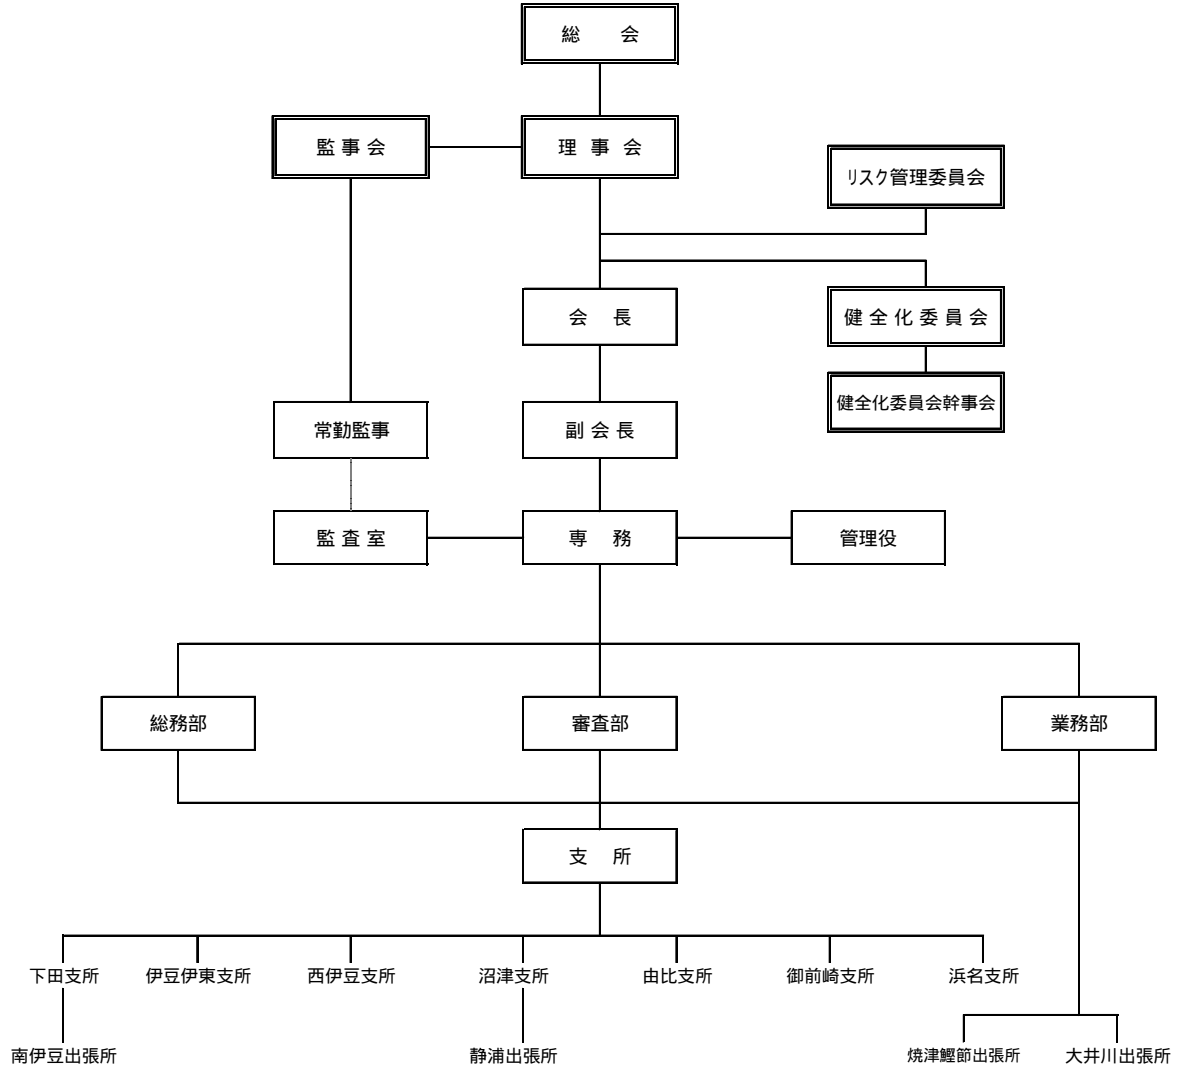 総　会
監事会
理事会
リスク管理委員会
会　長
健全化委員会
健全化委員会幹事会
常勤監事
副会長
監査室
専　務
管理役
総務部
審査部
業務部
支　所
下田支所
伊豆伊東支所
西伊豆支所
沼津支所
由比支所
御前崎支所
浜名支所
南伊豆出張所
静浦出張所
焼津鰹節出張所
大井川出張所